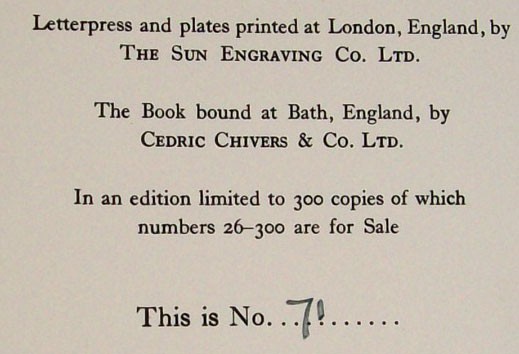 Letterpress and plates printed at London, England, by
THE SUN ENGRAVING CO. LTD.
The Book bound at Bath, England, by
CEDRIC CHIVERS & CO. LTD.
In an edition limited to 300 copies of which
numbers 26–300 are for Sale
This is No. . . 71 . . . . . .